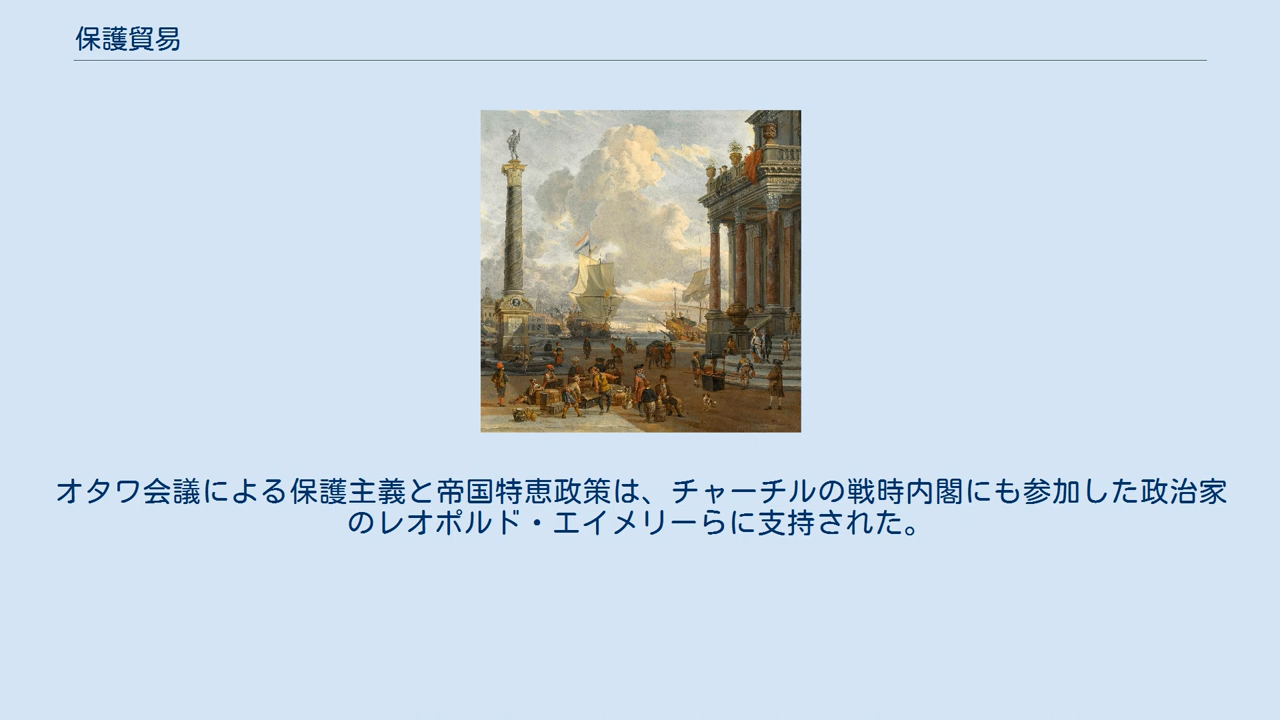 保護貿易
オタワ会議による保護主義と帝国特恵政策は、チャーチルの戦時内閣にも参加した政治家
のレオポルド・エイメリーらに支持された。